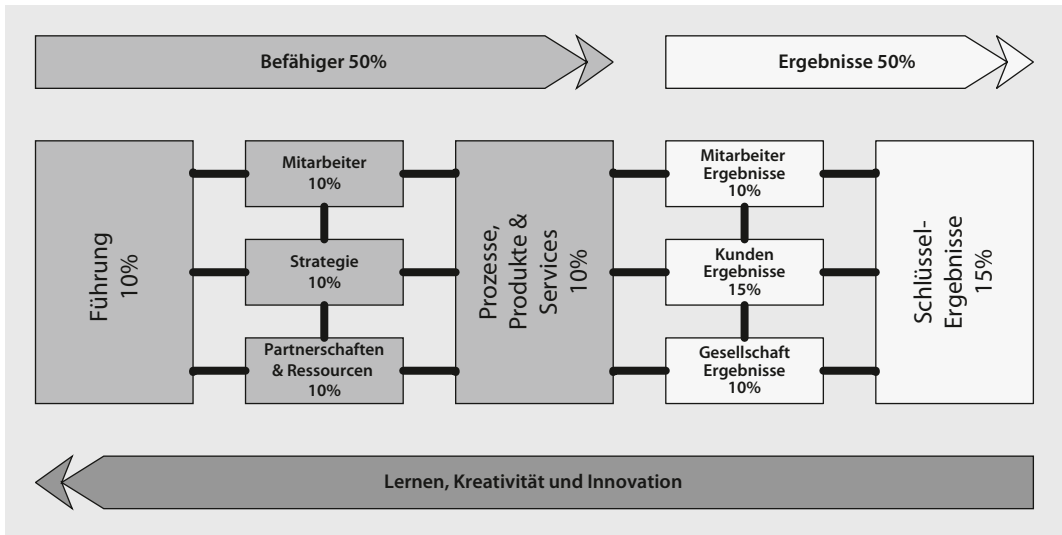 Befähiger 50%
Ergebnisse 50%
Führung
10%
Mitarbeiter
10%
Strategie
10%
Partnerschaften
& Ressourcen
10%
Prozesse,
Produkte &
Services
10%
Mitarbeiter
Ergebnisse
10%
Kunden
Ergebnisse
15%
Gesellschaft
Ergebnisse
10%
Schlüssel-
Ergebnisse
15%
Lernen, Kreativität und Innovation